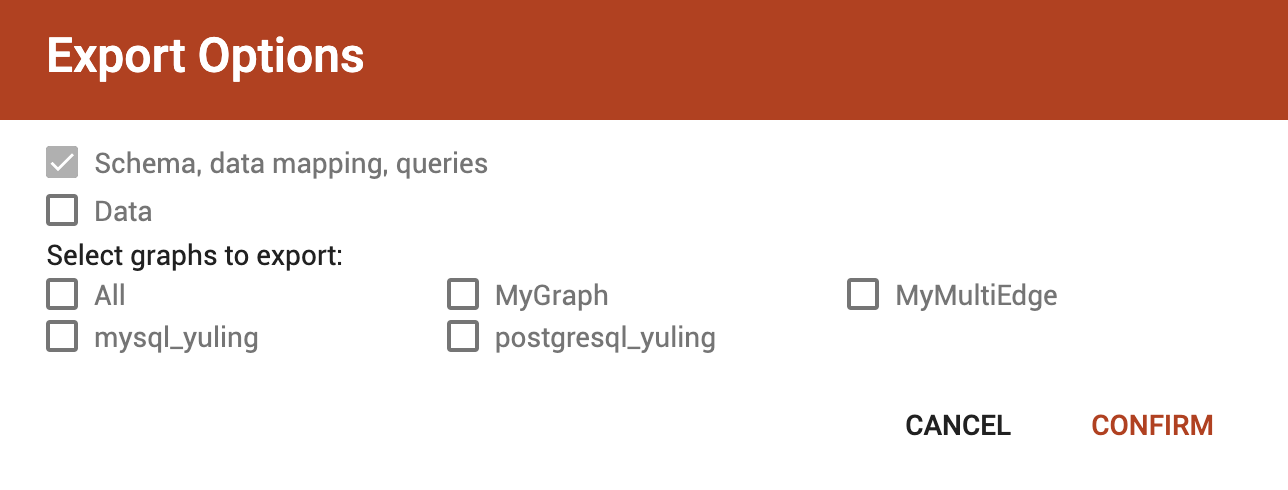 Export Options
Schema, data mapping, queries
Data
Select graphs to export:
All MyGraph MyMultiEdge
mysql_yuling postgresql_yuling
CANCEL CONFIRM